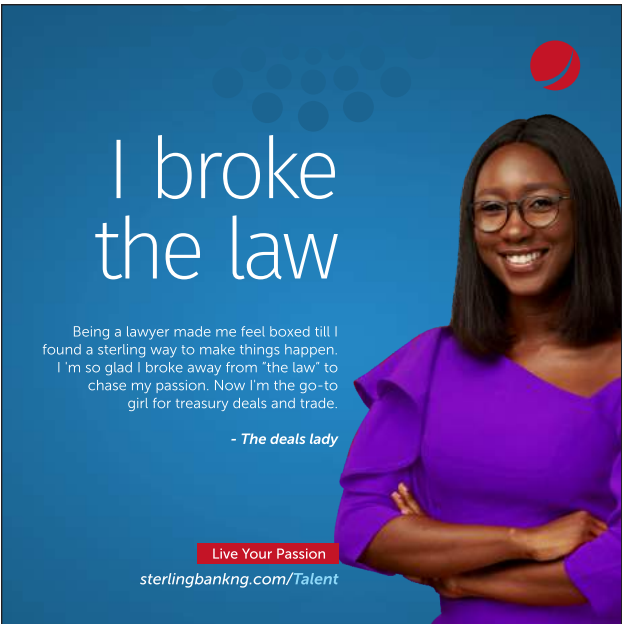 I broke
the law
Being a lawyer made me feel boxed till I
found a sterling way to make things happen.
I 'm so glad I broke away from "the law" to
chase my passion. Now I'm the go-to
girl for treasury deals and trade.
- The deals lady
Live Your Passion
sterlingbankng.com/Talent